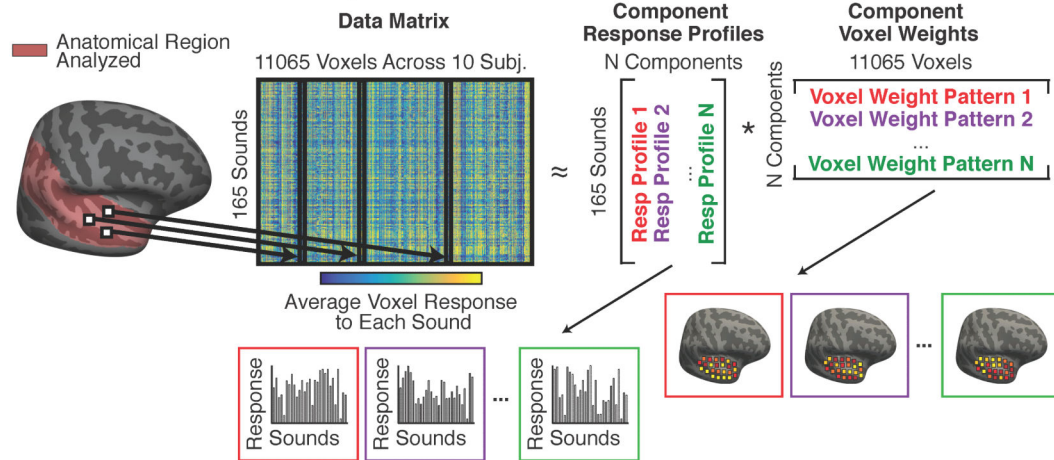 Data Matrix
Component
Response Profiles
Component
Voxel Weights
Anatomical Region
Analyzed
11065 Voxels Across 10 Subj.
N Components
11065 Voxels
165 Sounds
≈
165 Sounds
Resp Profile 1
Resp Profile 2
...
Resp Profile N
*
N Components
Voxel Weight Pattern 1
Voxel Weight Pattern 2
...
Voxel Weight Pattern N
Average Voxel Response
to Each Sound
Response
Sounds
Response
Sounds
...
Response
Sounds
...